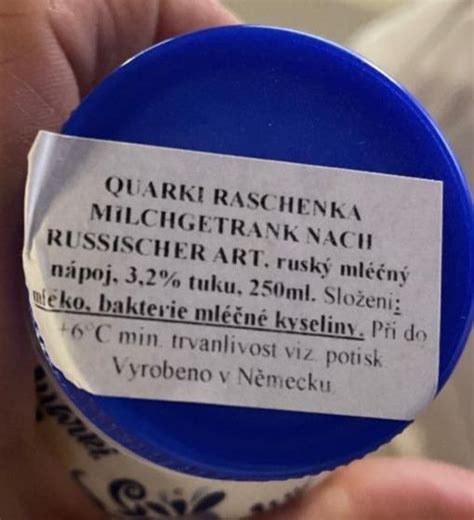 QUARKI RASCHENKA
MILCHGETRANK NACH
RUSSISCHER ART. ruský mléčný
nápoj, 3,2% tuku, 250ml. Složení:
mléko, bakterie mléčné kyseliny. Při do
+6°C min. trvanlivost viz. potisk
Vyrobeno v Německu